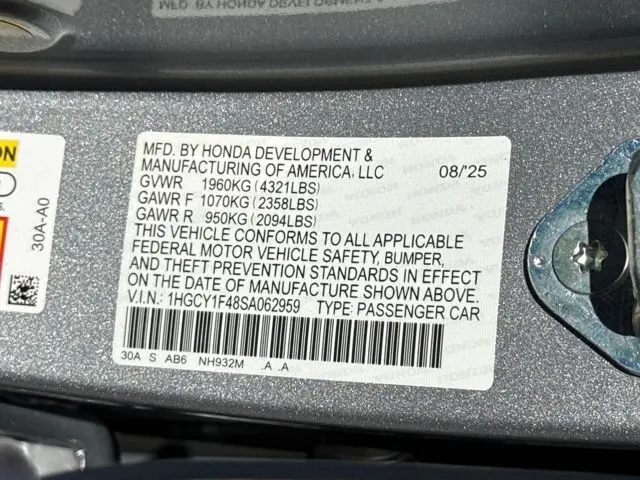 MFD. BY HONDA DEVELOPMENT &
MANUFACTURING OF AMERICA, LLC 08/'25
GVWR 1960KG (4321LBS)
GAWR F 1070KG (2358LBS)
GAWR R 950KG (2094LBS)
THIS VEHICLE CONFORMS TO ALL APPLICABLE
FEDERAL MOTOR VEHICLE SAFETY, BUMPER,
AND THEFT PREVENTION STANDARDS IN EFFECT
ON THE DATE OF MANUFACTURE SHOWN ABOVE.
V.I.N.: 1HGCY1F48SA062959 TYPE: PASSENGER CAR
30A S AB6 NH932M .A .A
30A-A0